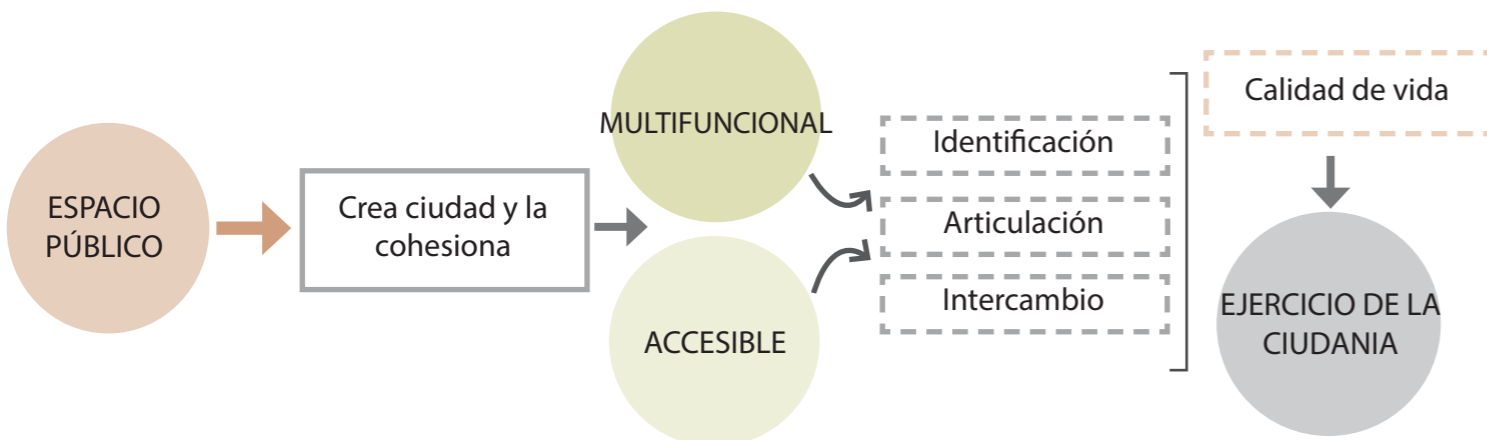 ESPACIO
PÚBLICO
Crea ciudad y la
cohesiona
MULTIFUNCIONAL
ACCESIBLE
Identificación
Articulación
Intercambio
Calidad de vida
EJERCICIO DE LA
CIUDANIA